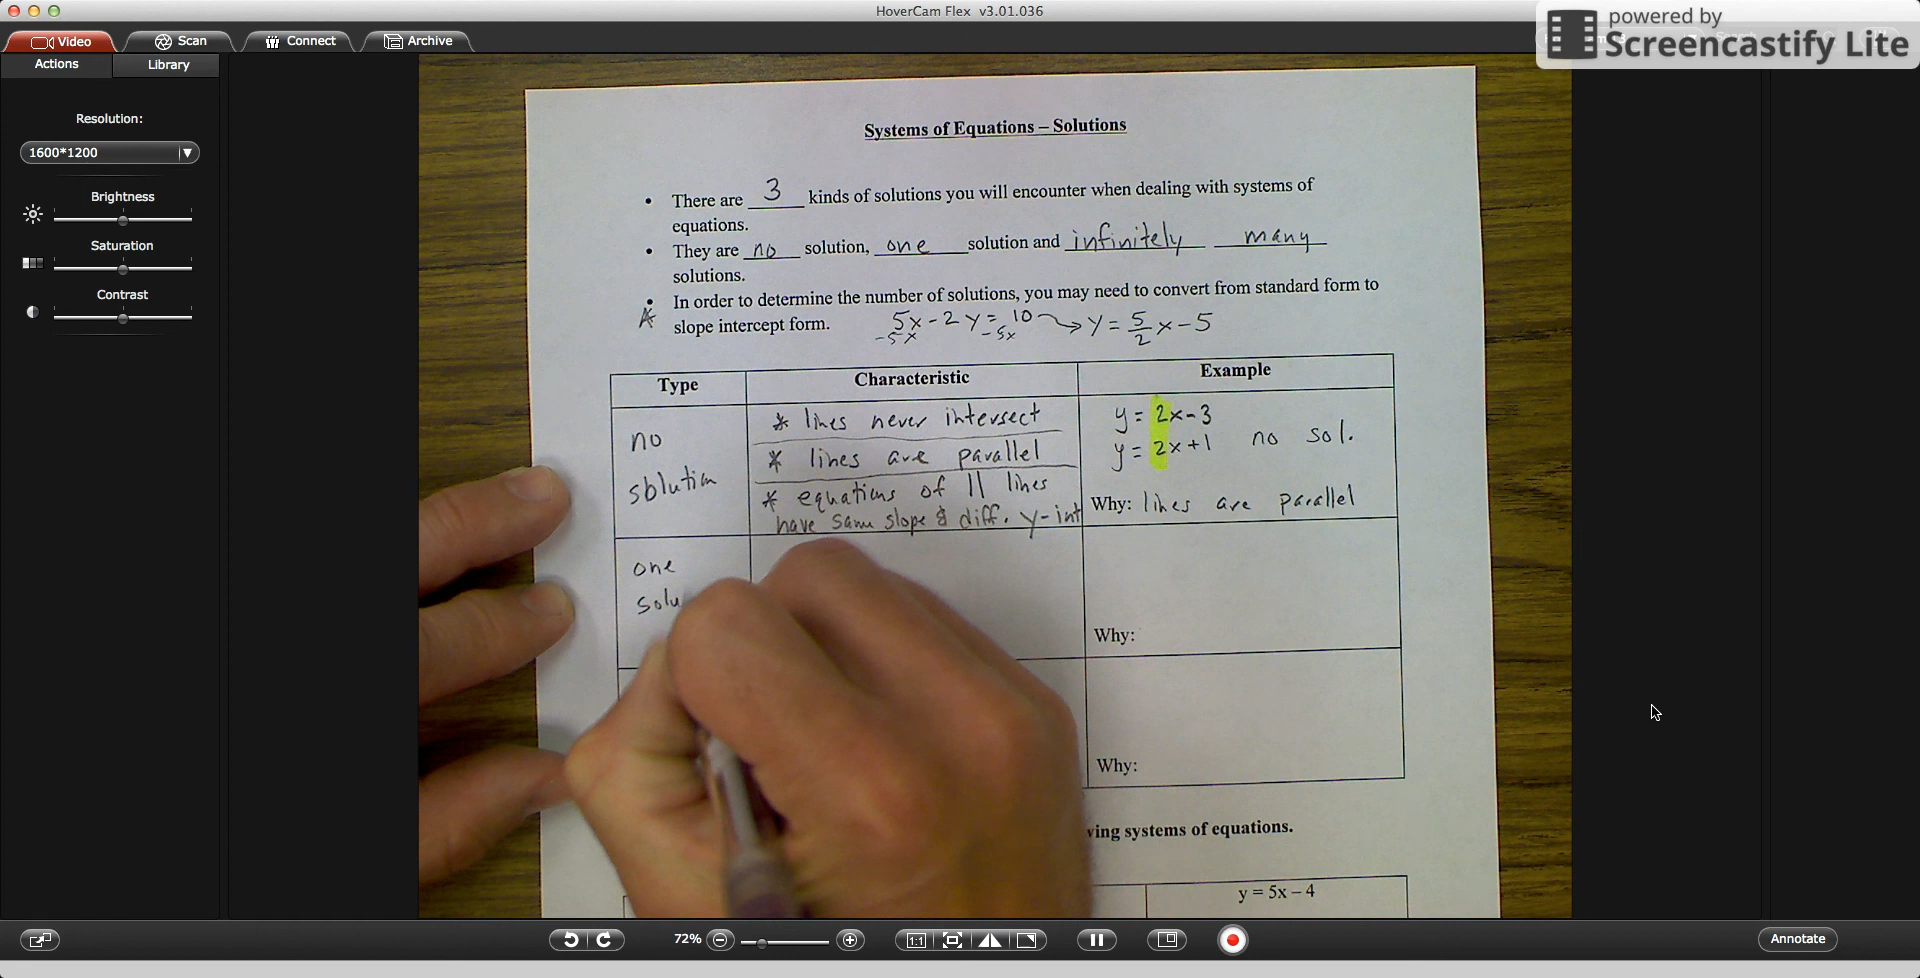 HoverCam Flex v3.01.036
powered by
Screencastify Lite
Video
Scan
Connect
Archive
Actions
Library
Resolution:
1600*1200
Brightness
Saturation
Contrast
Systems of Equations – Solutions
• There are 3 kinds of solutions you will encounter when dealing with systems of
equations.
• They are no solution, one solution and infinitely many
solutions.
• In order to determine the number of solutions, you may need to convert from standard form to
slope intercept form. 5x - 2y = 10 → y = 5/2 x - 5
-5x -5x
Type Characteristic Example
no
solution
* lines never intersect
* lines are parallel
* equations of || lines
have same slope & diff. y-int
y = 2x-3
y = 2x+1 no sol.
Why: lines are parallel
one
solu
Why:
Why:
ving systems of equations.
y = 5x – 4
72%
1:1
Annotate